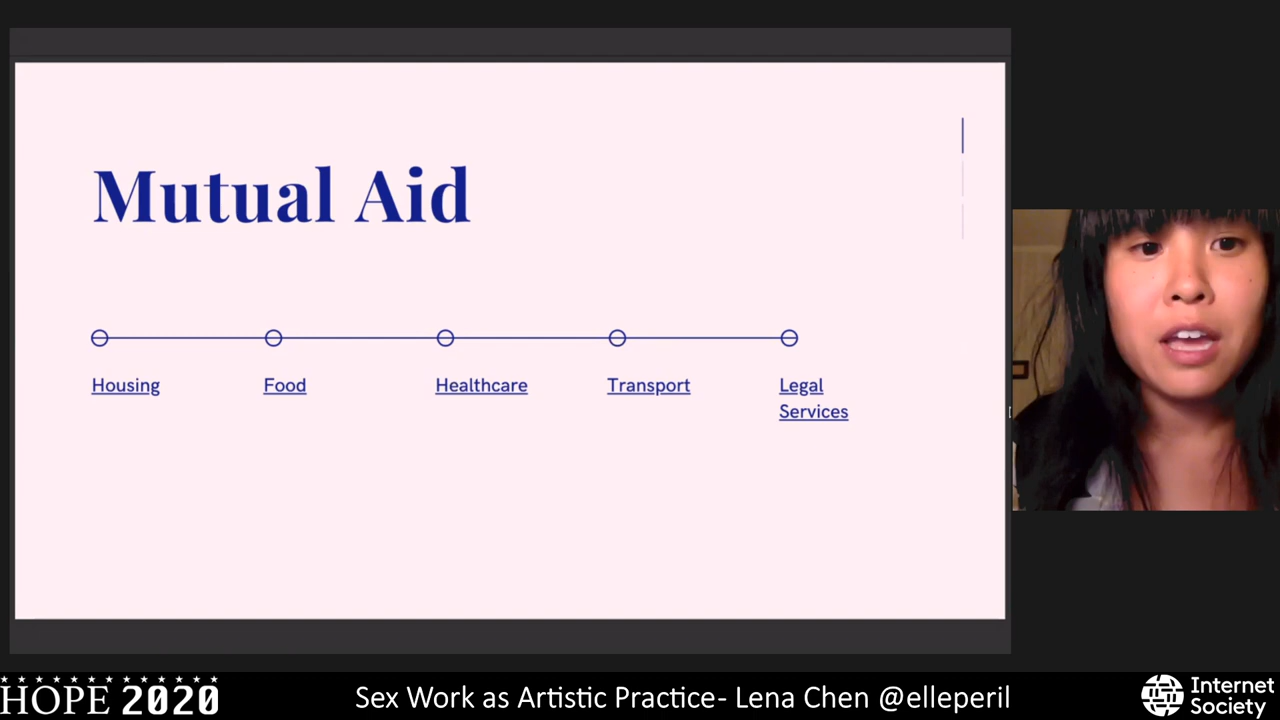 Mutual Aid
Housing
Food
Healthcare
Transport
Legal
Services
HOPE 2020
Sex Work as Artistic Practice- Lena Chen @elleperil
Internet
Society